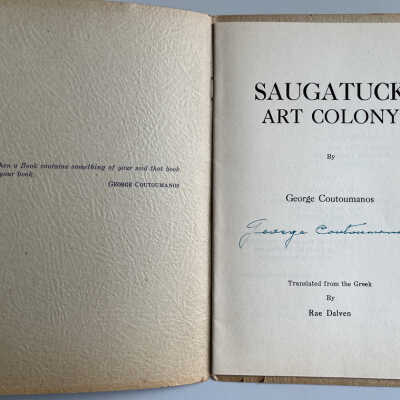 hen a Book contains something of your soul that book
your book.
GEORGE COUTOUMANOS
SAUGATUCK
ART COLONY
By
George Coutoumanos
George Coutoumanos
Translated from the Greek
By
Rae Dalven